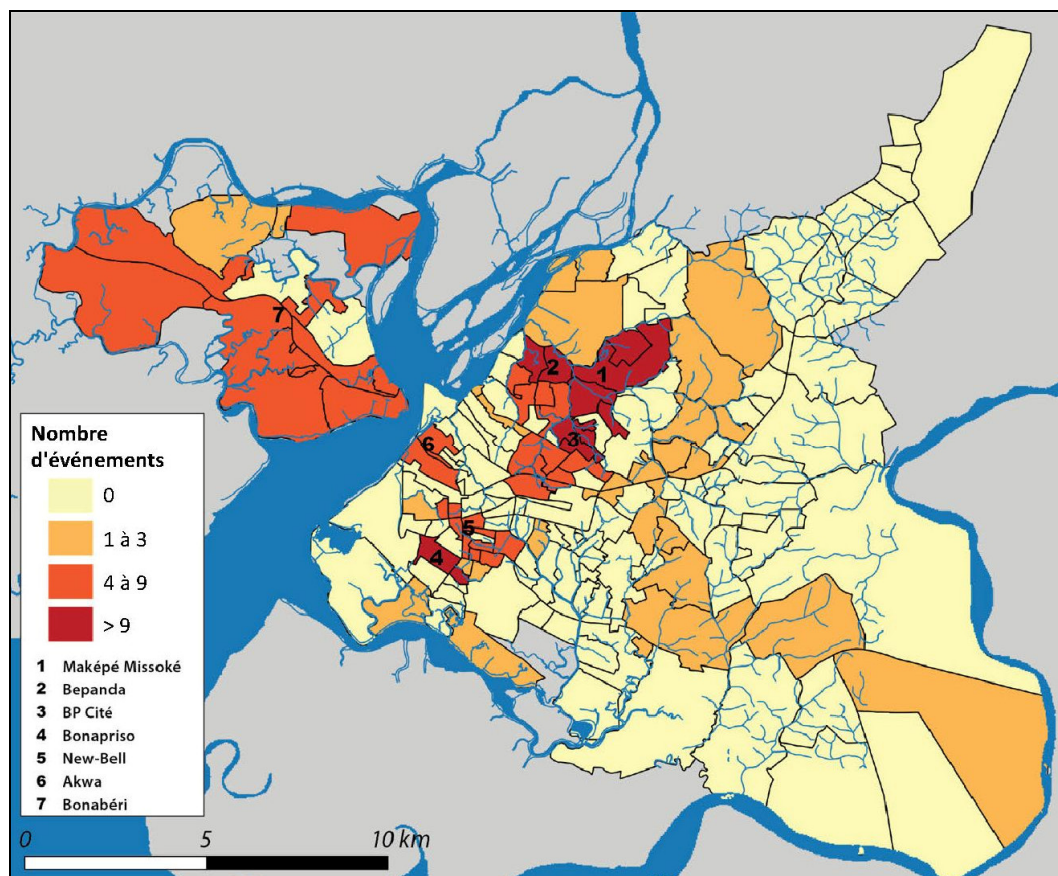 2
1
7
3
6
5
4
Nombre
d'événements
0
1 à 3
4 à 9
> 9
1 Maképé Missoké
2 Bepanda
3 BP Cité
4 Bonapriso
5 New-Bell
6 Akwa
7 Bonabéri
0 5 10 km